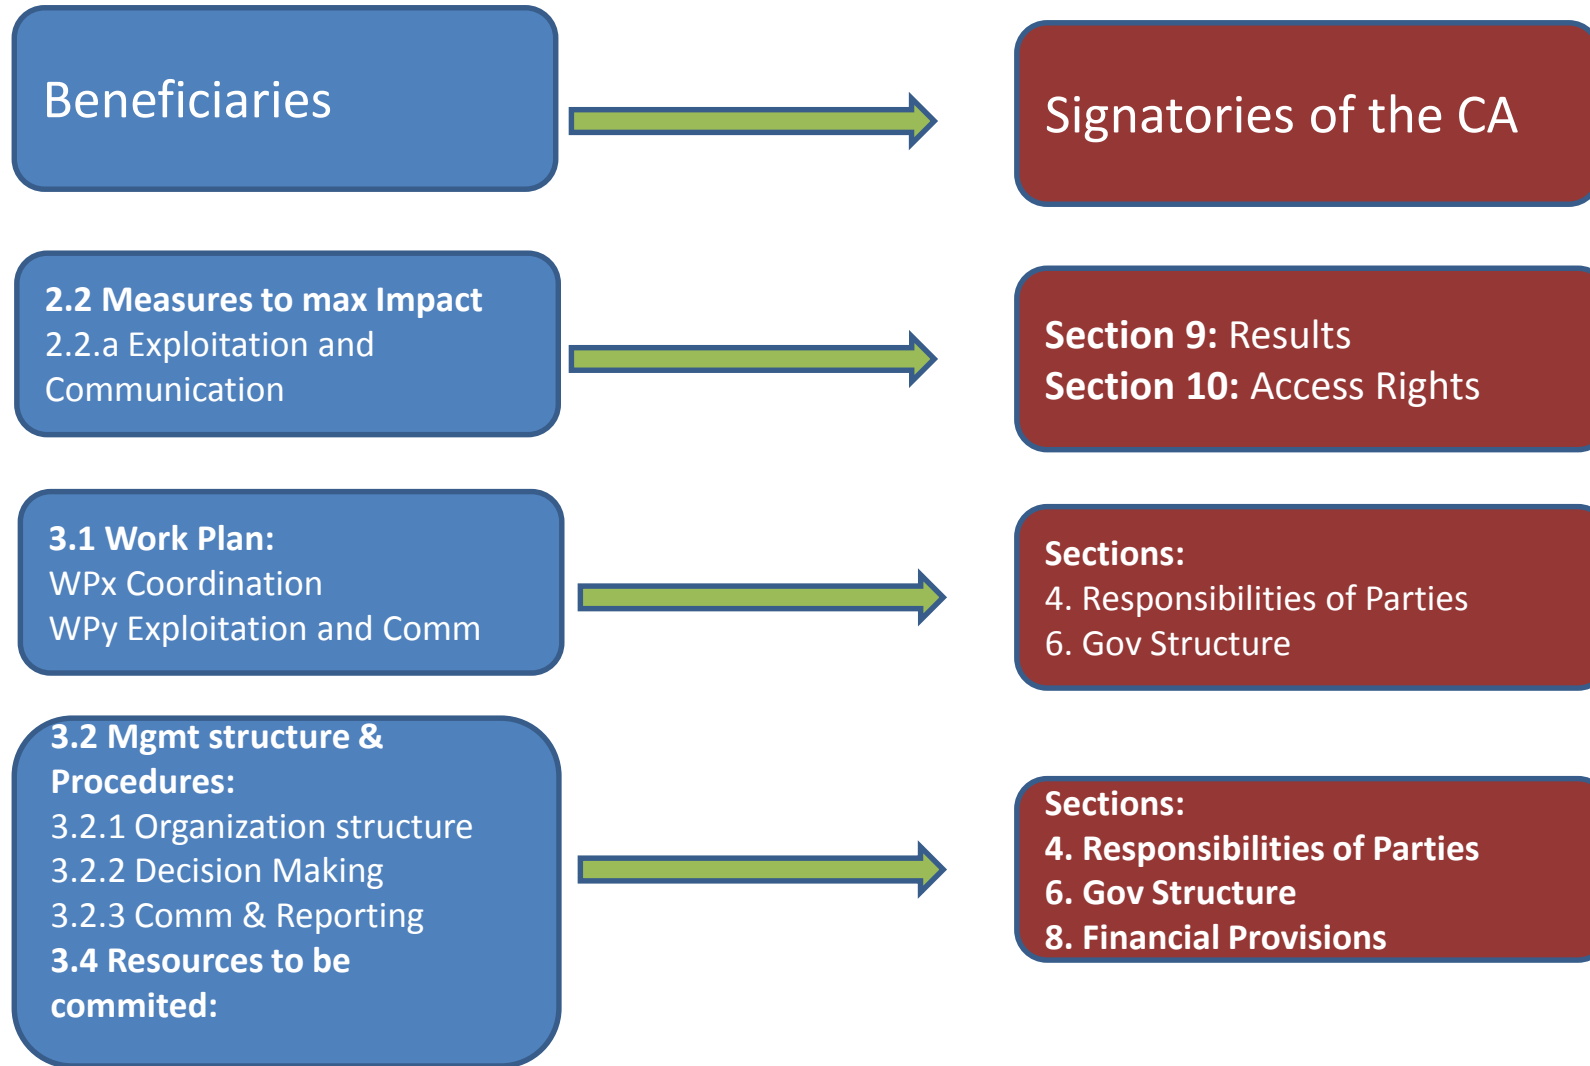 Beneficiaries
Signatories of the CA
2.2 Measures to max Impact
2.2.a Exploitation and
Communication
Section 9: Results
Section 10: Access Rights
3.1 Work Plan:
WPx Coordination
WPy Exploitation and Comm
Sections:
4. Responsibilities of Parties
6. Gov Structure
3.2 Mgmt structure &
Procedures:
3.2.1 Organization structure
3.2.2 Decision Making
3.2.3 Comm & Reporting
3.4 Resources to be
commited:
Sections:
4. Responsibilities of Parties
6. Gov Structure
8. Financial Provisions